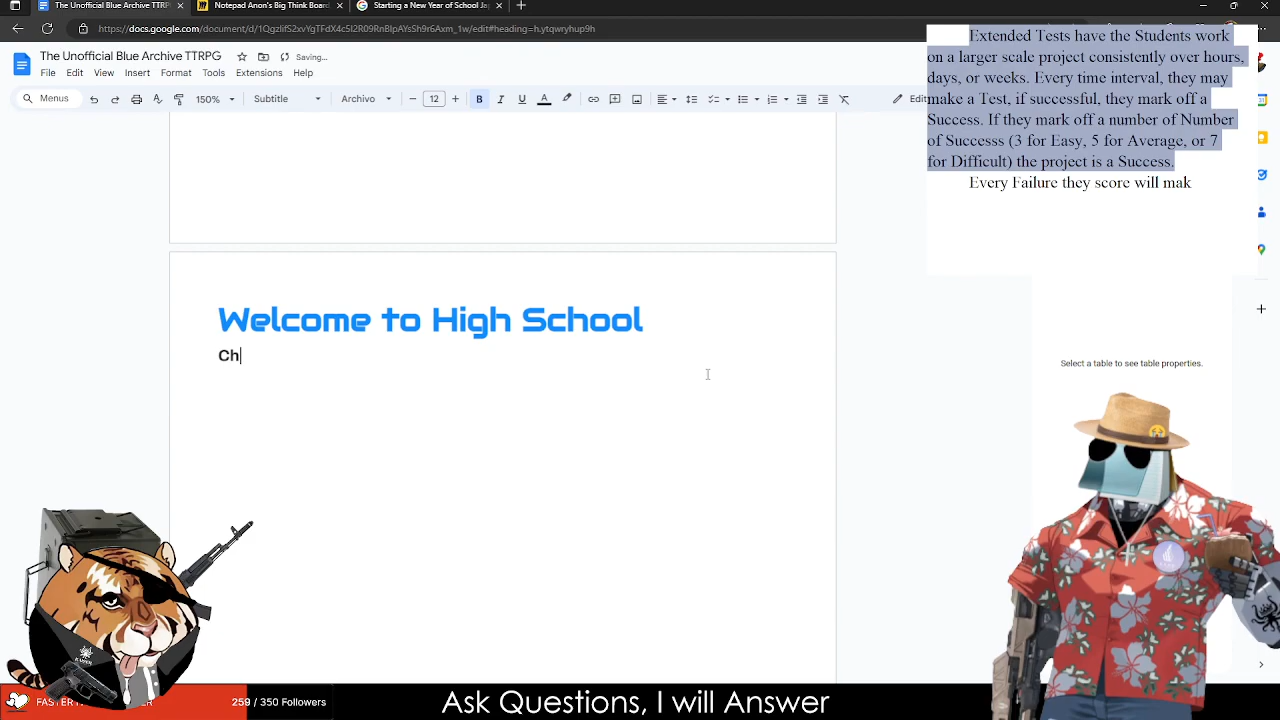 The Unofficial Blue Archive TTRPG
Notepad Anon's Big Think Board
Starting a New Year of School Jap
https://docs.google.com/document/d/1QgzlifS2xvYgTFdX4c5I2R09RnBlpAYsSh9r6Axm_1w/edit#heading=h.ytqwryhup9h
The Unofficial Blue Archive TTRPG
Saving...
File Edit View Insert Format Tools Extensions Help
Menus 150% Subtitle Archivo 12 B I U A
Extended Tests have the Students work
on a larger scale project consistently over hours,
days, or weeks. Every time interval, they may
make a Test, if successful, they mark off a
Success. If they mark off a number of Number
of Successs (3 for Easy, 5 for Average, or 7
for Difficult) the project is a Success.
Every Failure they score will mak
Welcome to High School
Ch
Select a table to see table properties.
259 / 350 Followers
Ask Questions, I will Answer